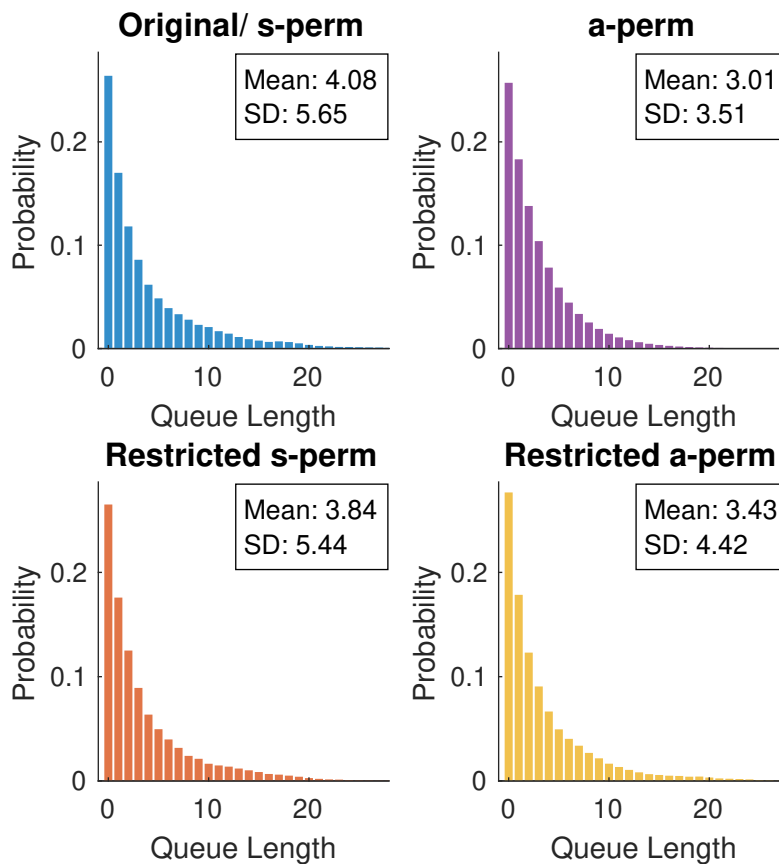 Original/ s-perm
Mean: 4.08
SD: 5.65
Probability
0.2
0.1
0
0
10
20
Queue Length
a-perm
Mean: 3.01
SD: 3.51
Probability
0.2
0.1
0
0
10
20
Queue Length
Restricted s-perm
Mean: 3.84
SD: 5.44
Probability
0.2
0.1
0
0
10
20
Queue Length
Restricted a-perm
Mean: 3.43
SD: 4.42
Probability
0.2
0.1
0
0
10
20
Queue Length